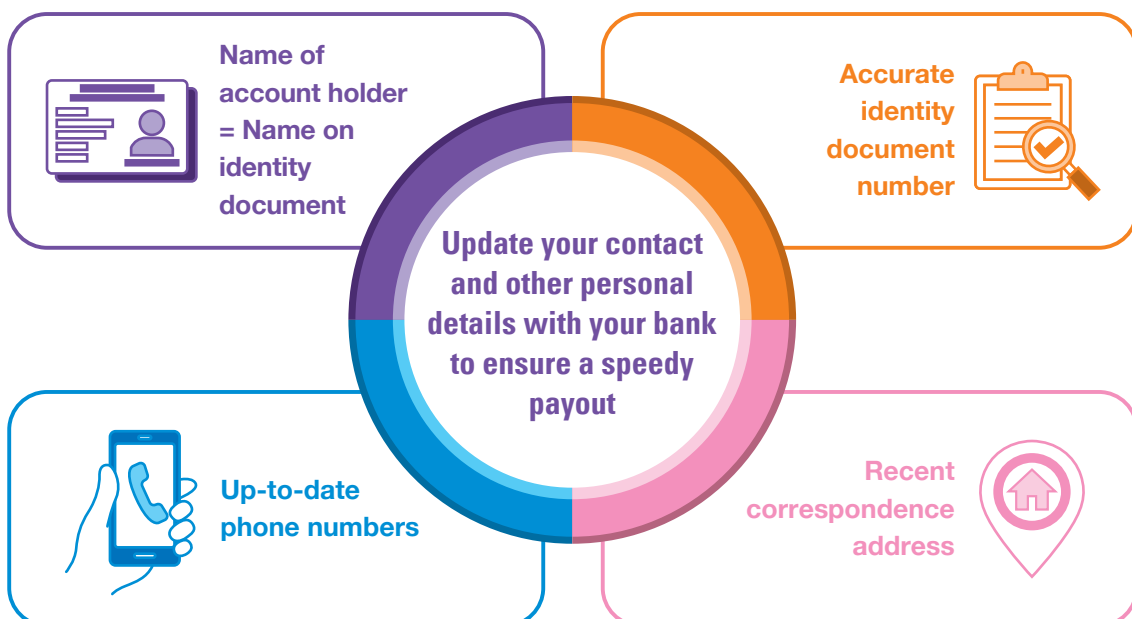 Name of
account holder
= Name on
identity
document
Accurate
identity
document
number
Update your contact
and other personal
details with your bank
to ensure a speedy
payout
Up-to-date
phone numbers
Recent
correspondence
address